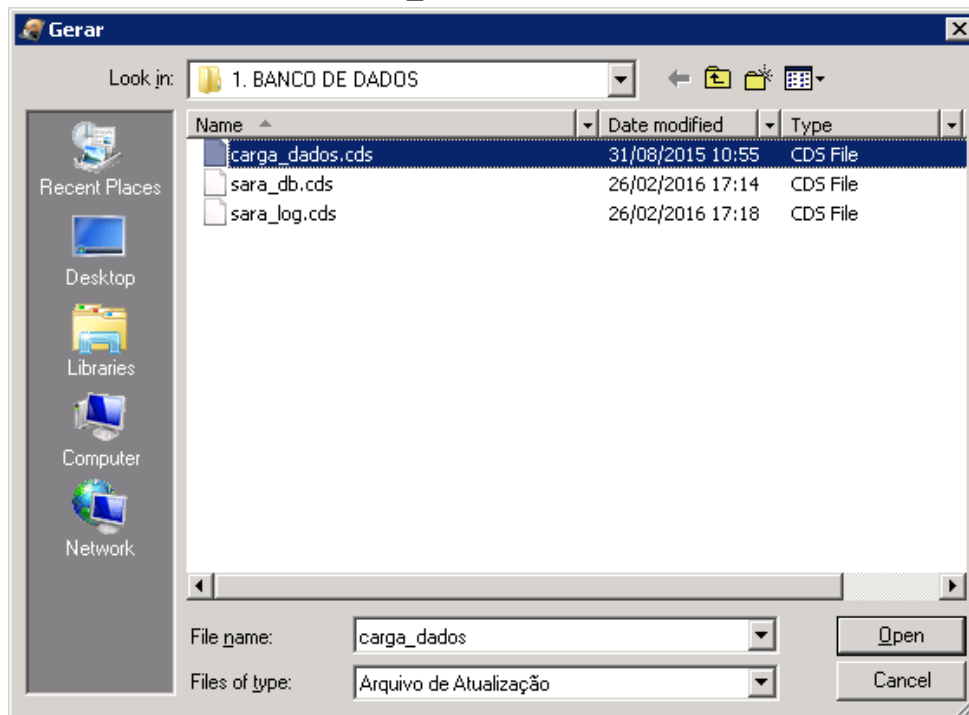 Gerar
Look in: 1. BANCO DE DADOS
Name Date modified Type
carga_dados.cds 31/08/2015 10:55 CDS File
sara_db.cds 26/02/2016 17:14 CDS File
sara_log.cds 26/02/2016 17:18 CDS File
Recent Places
Desktop
Libraries
Computer
Network
File name: carga_dados Open
Files of type: Arquivo de Atualização Cancel